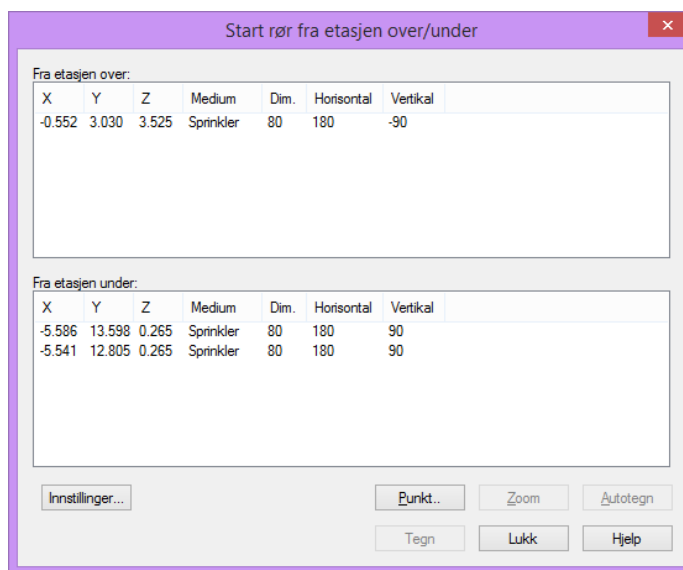 Start rør fra etasjen over/under
Fra etasjen over:
X Y Z Medium Dim. Horisontal Vertikal
-0.552 3.030 3.525 Sprinkler 80 180 -90
Fra etasjen under:
X Y Z Medium Dim. Horisontal Vertikal
-5.586 13.598 0.265 Sprinkler 80 180 90
-5.541 12.805 0.265 Sprinkler 80 180 90
Innstillinger... Punkt.. Zoom Autotegn
Tegn Lukk Hjelp